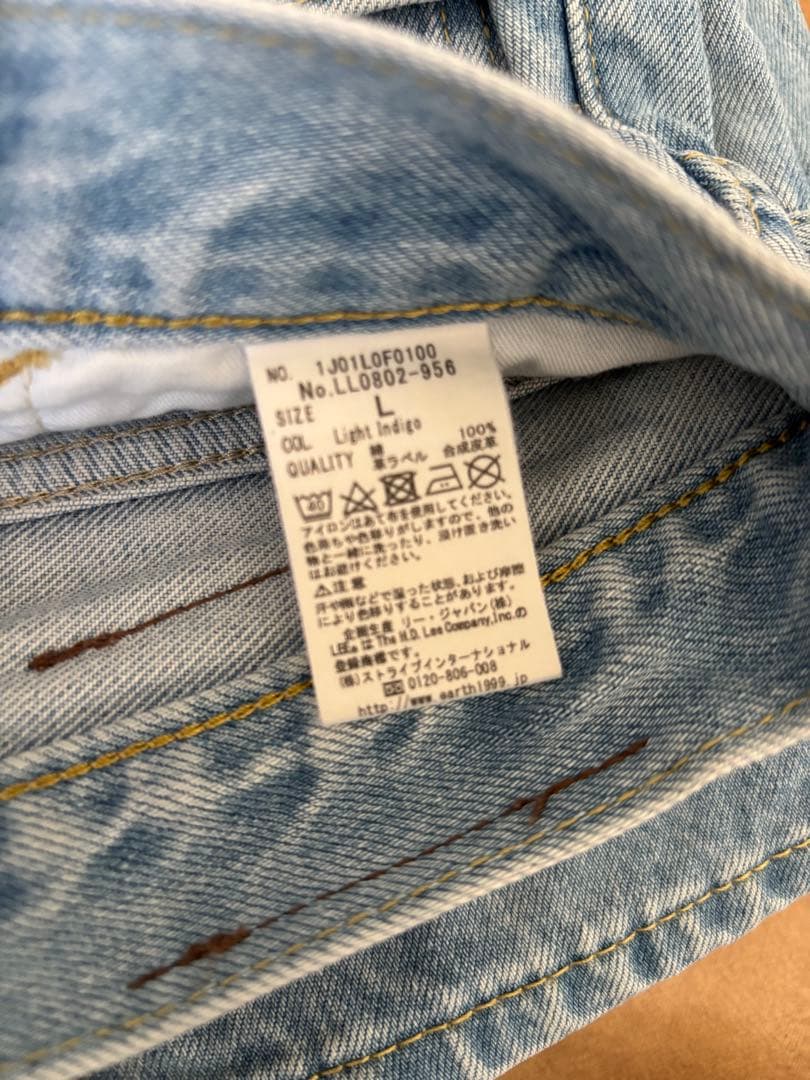 NO. 1J01L0F0100
No.LL0802-956
SIZE L
COL Light Indigo
QUALITY 綿 100%
革ラベル 合成皮革
40
アイロンはあて布を使用してください。
色落ちや色移りがしますので、他の
物と一緒に洗ったり、浸け置き洗い
はお避けください。
⚠注意
汗や雨などで湿った状態、および摩擦
により色移りすることがあります。
企画生産 リー・ジャパン(株)
LEE®は The H.D. Lee Company,Inc.の
登録商標です。
(株)ストライプインターナショナル
0120-806-008
http://www.earth1999.jp